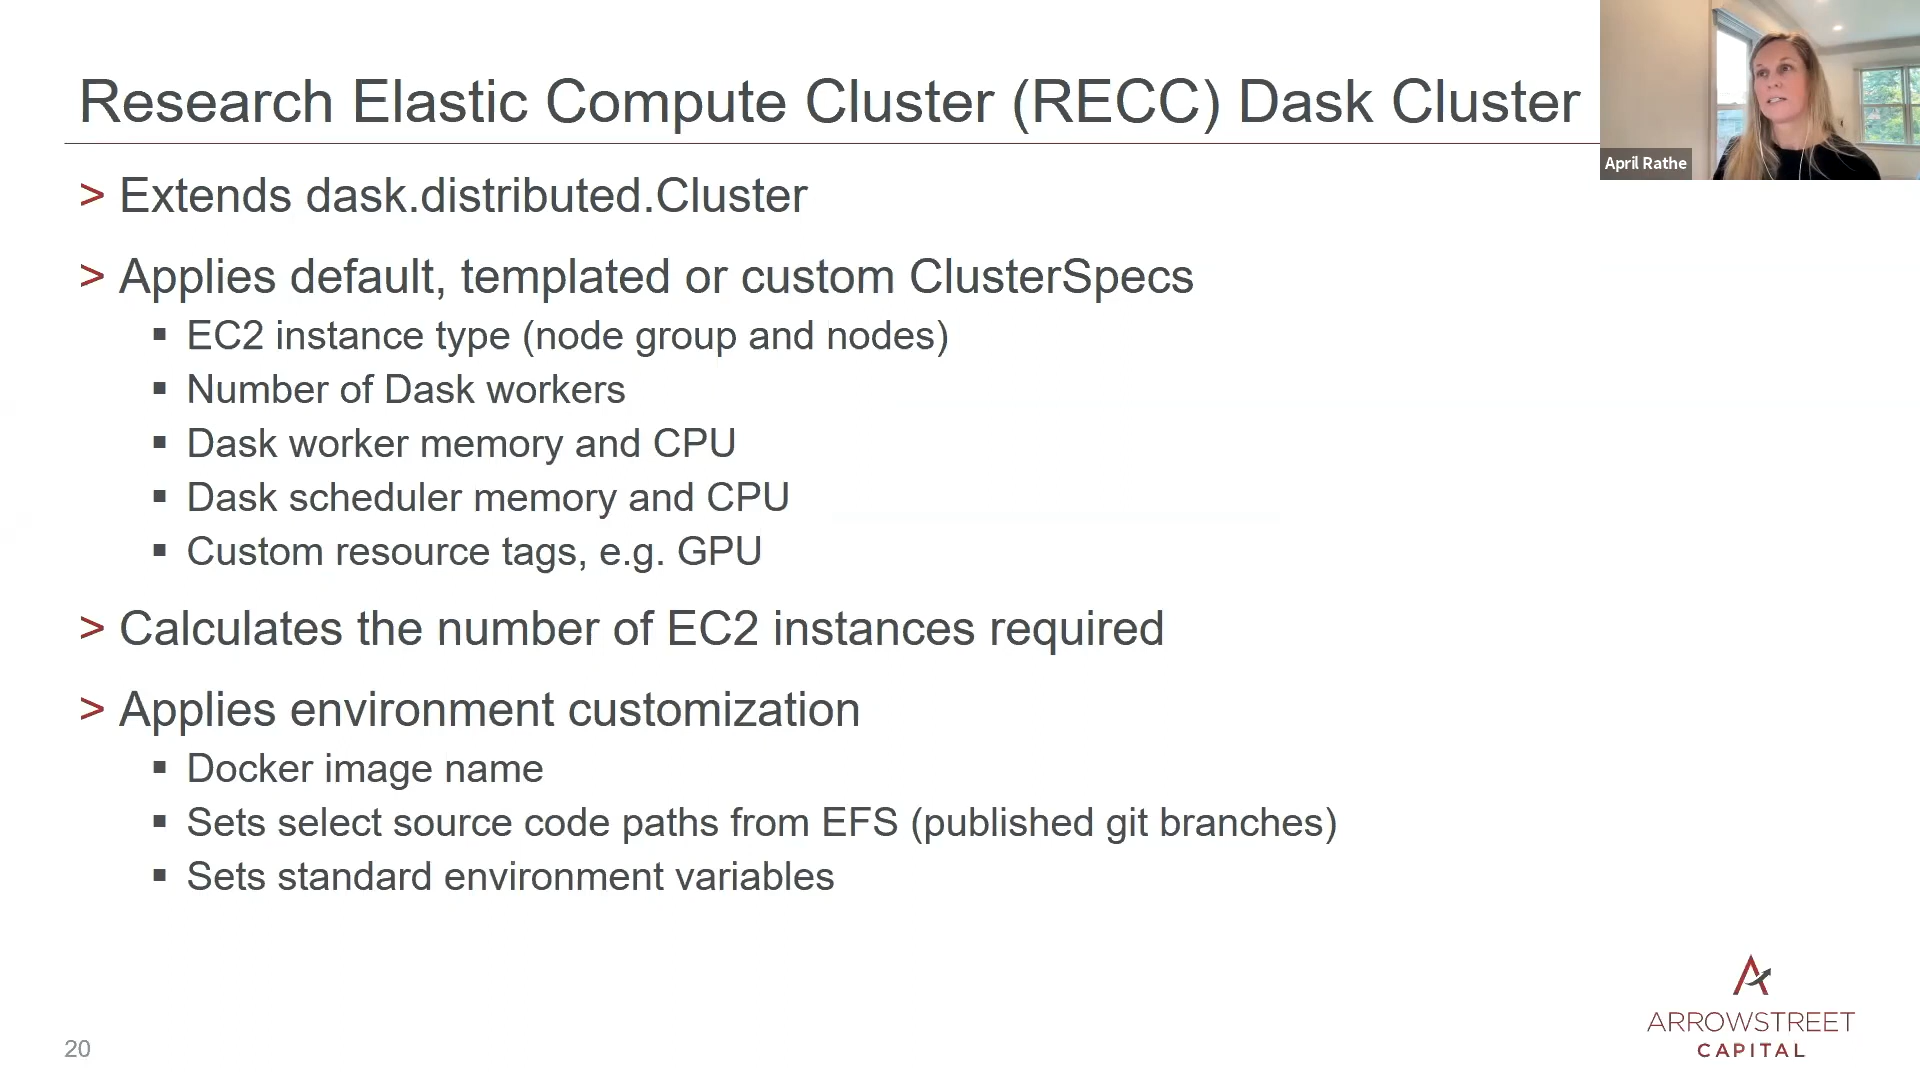 Research Elastic Compute Cluster (RECC) Dask Cluster
April Rathe
> Extends dask.distributed.Cluster
> Applies default, templated or custom ClusterSpecs
▪ EC2 instance type (node group and nodes)
▪ Number of Dask workers
▪ Dask worker memory and CPU
▪ Dask scheduler memory and CPU
▪ Custom resource tags, e.g. GPU
> Calculates the number of EC2 instances required
> Applies environment customization
▪ Docker image name
▪ Sets select source code paths from EFS (published git branches)
▪ Sets standard environment variables
ARROWSTREET
CAPITAL
20